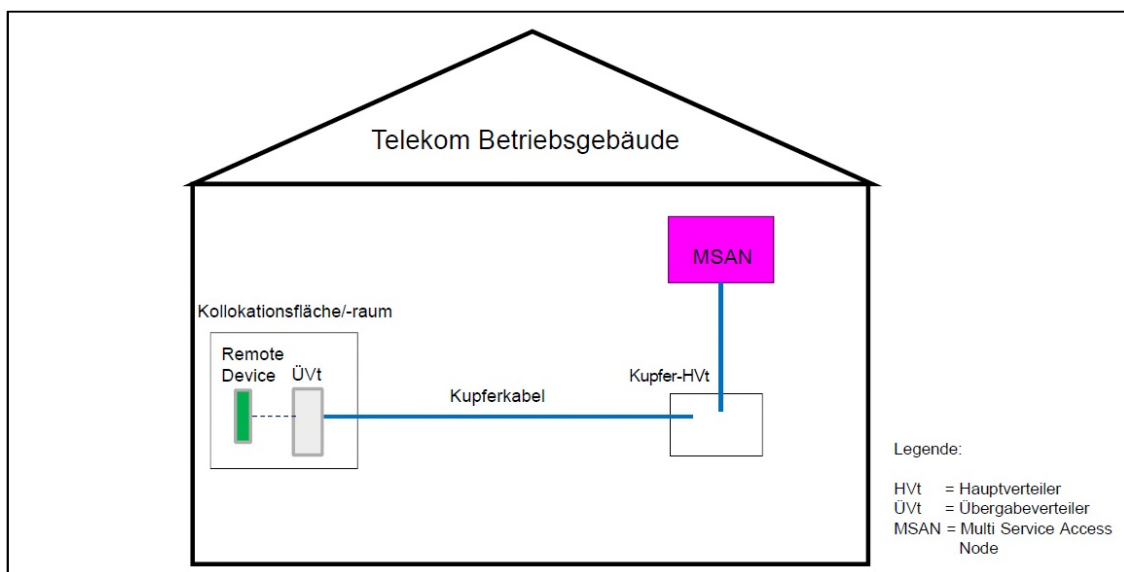 Telekom Betriebsgebäude
MSAN
Kollokationsfläche/-raum
Remote
Device
ÜVt
Kupferkabel
Kupfer-HVt
Legende:
HVt = Hauptverteiler
ÜVt = Übergabeverteiler
MSAN = Multi Service Access
Node